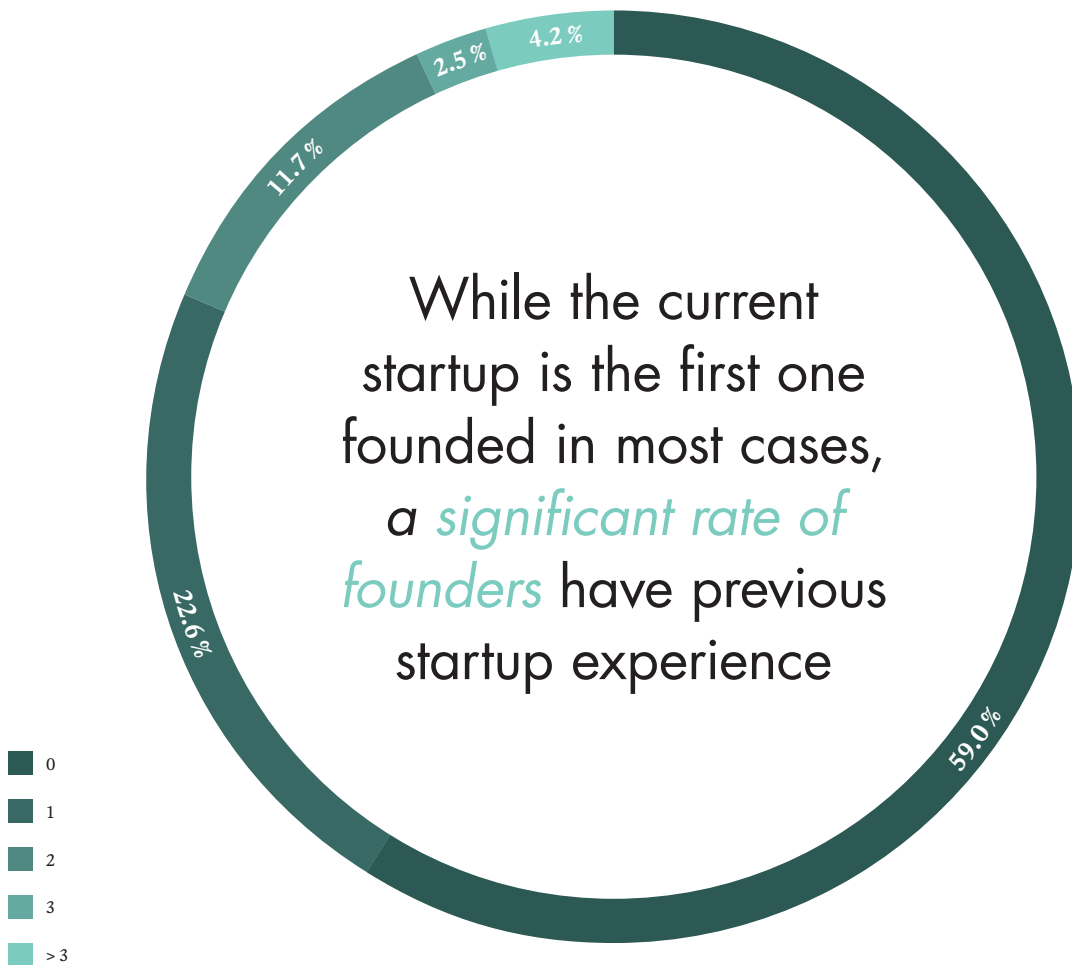 4.2 %
2.5 %
11.7 %
While the current
startup is the first one
founded in most cases,
a significant rate of
founders have previous
startup experience
22.6 %
59.0 %
0
1
2
3
> 3